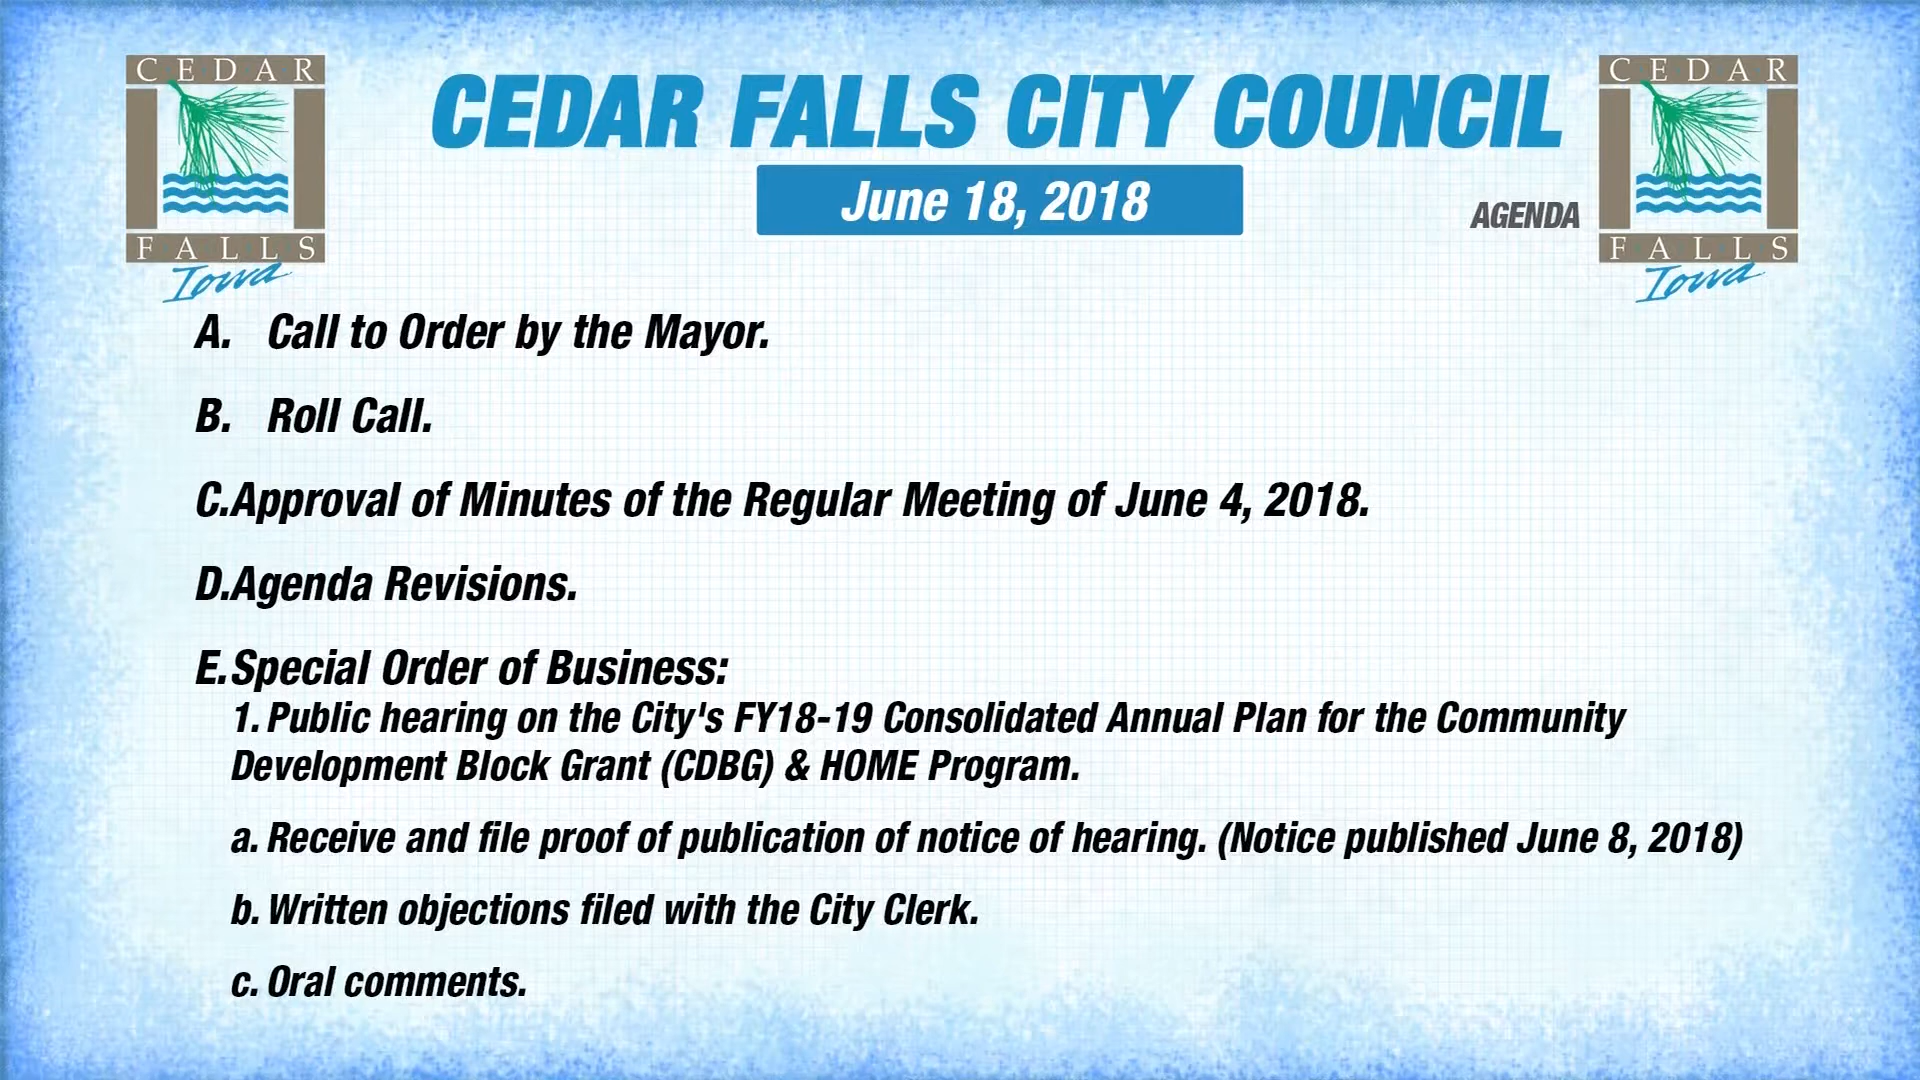 CEDAR
FALLS
Iowa
CEDAR FALLS CITY COUNCIL
June 18, 2018
AGENDA
CEDAR
FALLS
Iowa
A. Call to Order by the Mayor.
B. Roll Call.
C.Approval of Minutes of the Regular Meeting of June 4, 2018.
D.Agenda Revisions.
E.Special Order of Business:
1. Public hearing on the City's FY18-19 Consolidated Annual Plan for the Community
Development Block Grant (CDBG) & HOME Program.
a. Receive and file proof of publication of notice of hearing. (Notice published June 8, 2018)
b. Written objections filed with the City Clerk.
c. Oral comments.